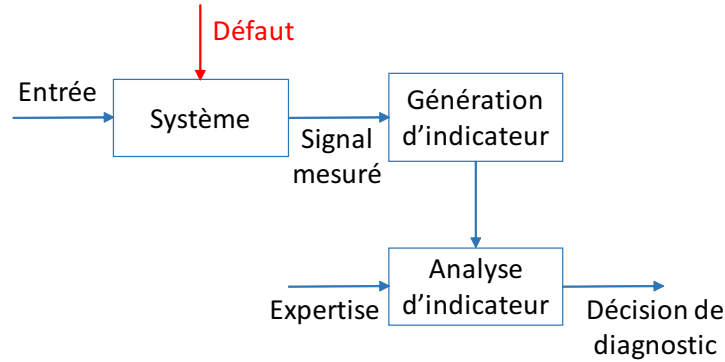 Défaut
Entrée
Système
Signal
mesuré
Génération
d'indicateur
Expertise
Analyse
d'indicateur
Décision de
diagnostic